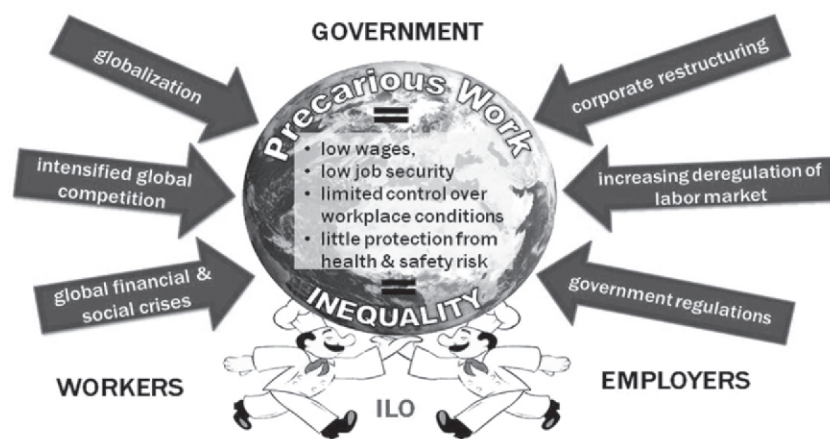 GOVERNMENT
globalization
intensified global
competition
global financial &
social crises
Precarious Work
=
• low wages,
• low job security
• limited control over
workplace conditions
• little protection from
health & safety risk
=
INEQUALITY
corporate restructuring
increasing deregulation of
labor market
government regulations
WORKERS
ILO
EMPLOYERS